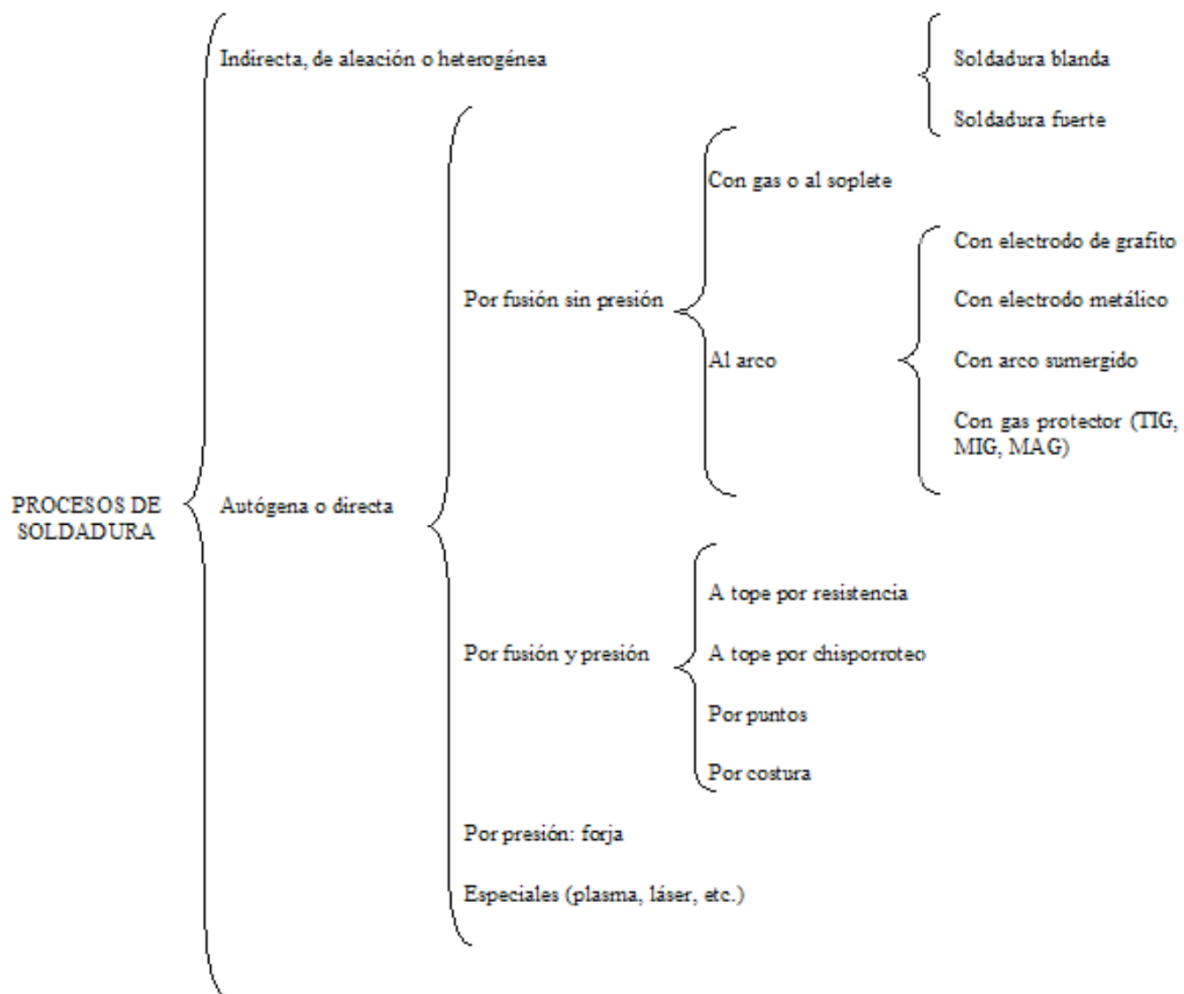 Indirecta, de aleación o heterogénea
Soldadura blanda
Soldadura fuerte
Con gas o al soplete
Con electrodo de grafito
Por fusión sin presión
Con electrodo metálico
Al arco
Con arco sumergido
Con gas protector (TIG,
MIG, MAG)
PROCESOS DE
SOLDADURA
Autógena o directa
A tope por resistencia
Por fusión y presión
A tope por chisporroteo
Por puntos
Por costura
Por presión: forja
Especiales (plasma, láser, etc.)